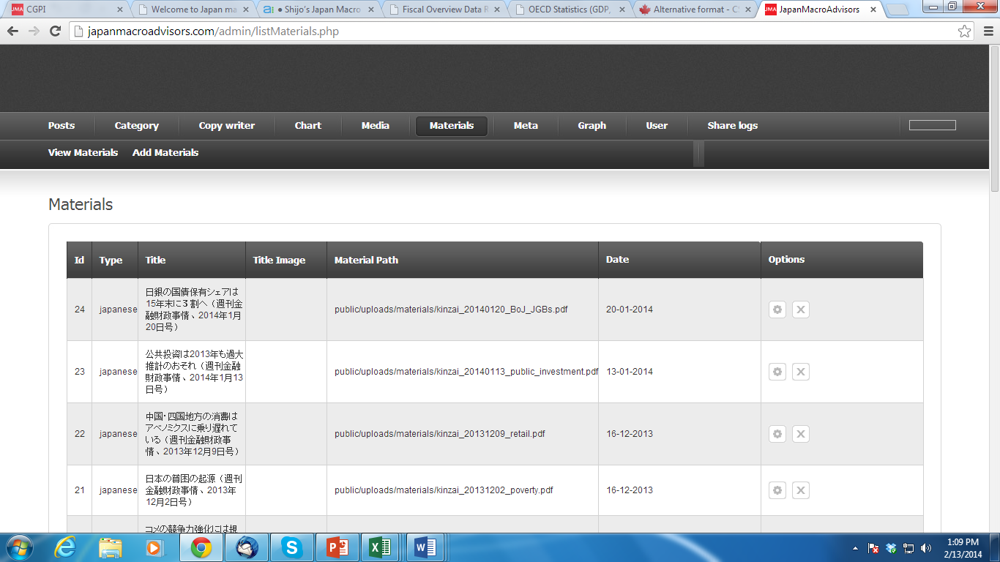 CGPI
Welcome to Japan ma
● Shijo's Japan Macro
Fiscal Overview Data R
OECD Statistics (GDP,
Alternative format - CS
JMA JapanMacroAdvisors
japanmacroadvisors.com/admin/listMaterials.php
Posts Category Copy writer Chart Media Materials Meta Graph User Share logs
View Materials Add Materials
Materials
Id Type Title Title Image Material Path Date Options
日銀の国債保有シェアは
15年末に３割へ（週刊金
融財政事情、2014年1月
20日号）
24 japanese public/uploads/materials/kinzai_20140120_BoJ_JGBs.pdf 20-01-2014
公共投資は2013年も過大
推計のおそれ（週刊金融
財政事情、2014年1月13
日号）
23 japanese public/uploads/materials/kinzai_20140113_public_investment.pdf 13-01-2014
中国・四国地方の消費は
アベノミクスに乗り遅れて
いる（週刊金融財政事
情、2013年12月9日号）
22 japanese public/uploads/materials/kinzai_20131209_retail.pdf 16-12-2013
日本の貧困の起源（週刊
金融財政事情、2013年
12月2日号）
21 japanese public/uploads/materials/kinzai_20131202_poverty.pdf 16-12-2013
コメの競争力強化には規
1:09 PM
2/13/2014